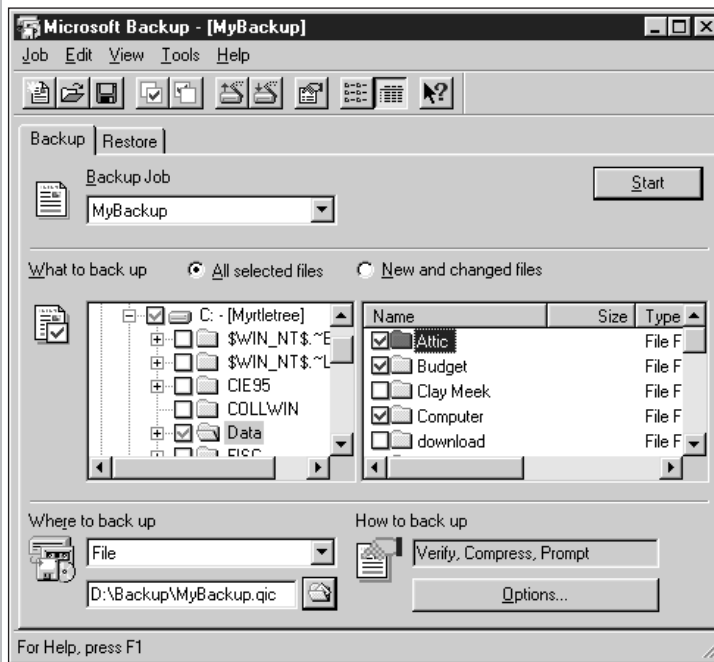 Microsoft Backup - [MyBackup]
Job Edit View Tools Help
Backup Restore
Backup Job
MyBackup
Start
What to back up All selected files New and changed files
C: - [Myrtletree]
$WIN_NT$.~E
$WIN_NT$.~L
CIE95
COLLWIN
Data
Name Size Type
Attic File F
Budget File F
Clay Meek File F
Computer File F
download File F
Where to back up
File
D:\Backup\MyBackup.qic
How to back up
Verify, Compress, Prompt
Options...
For Help, press F1